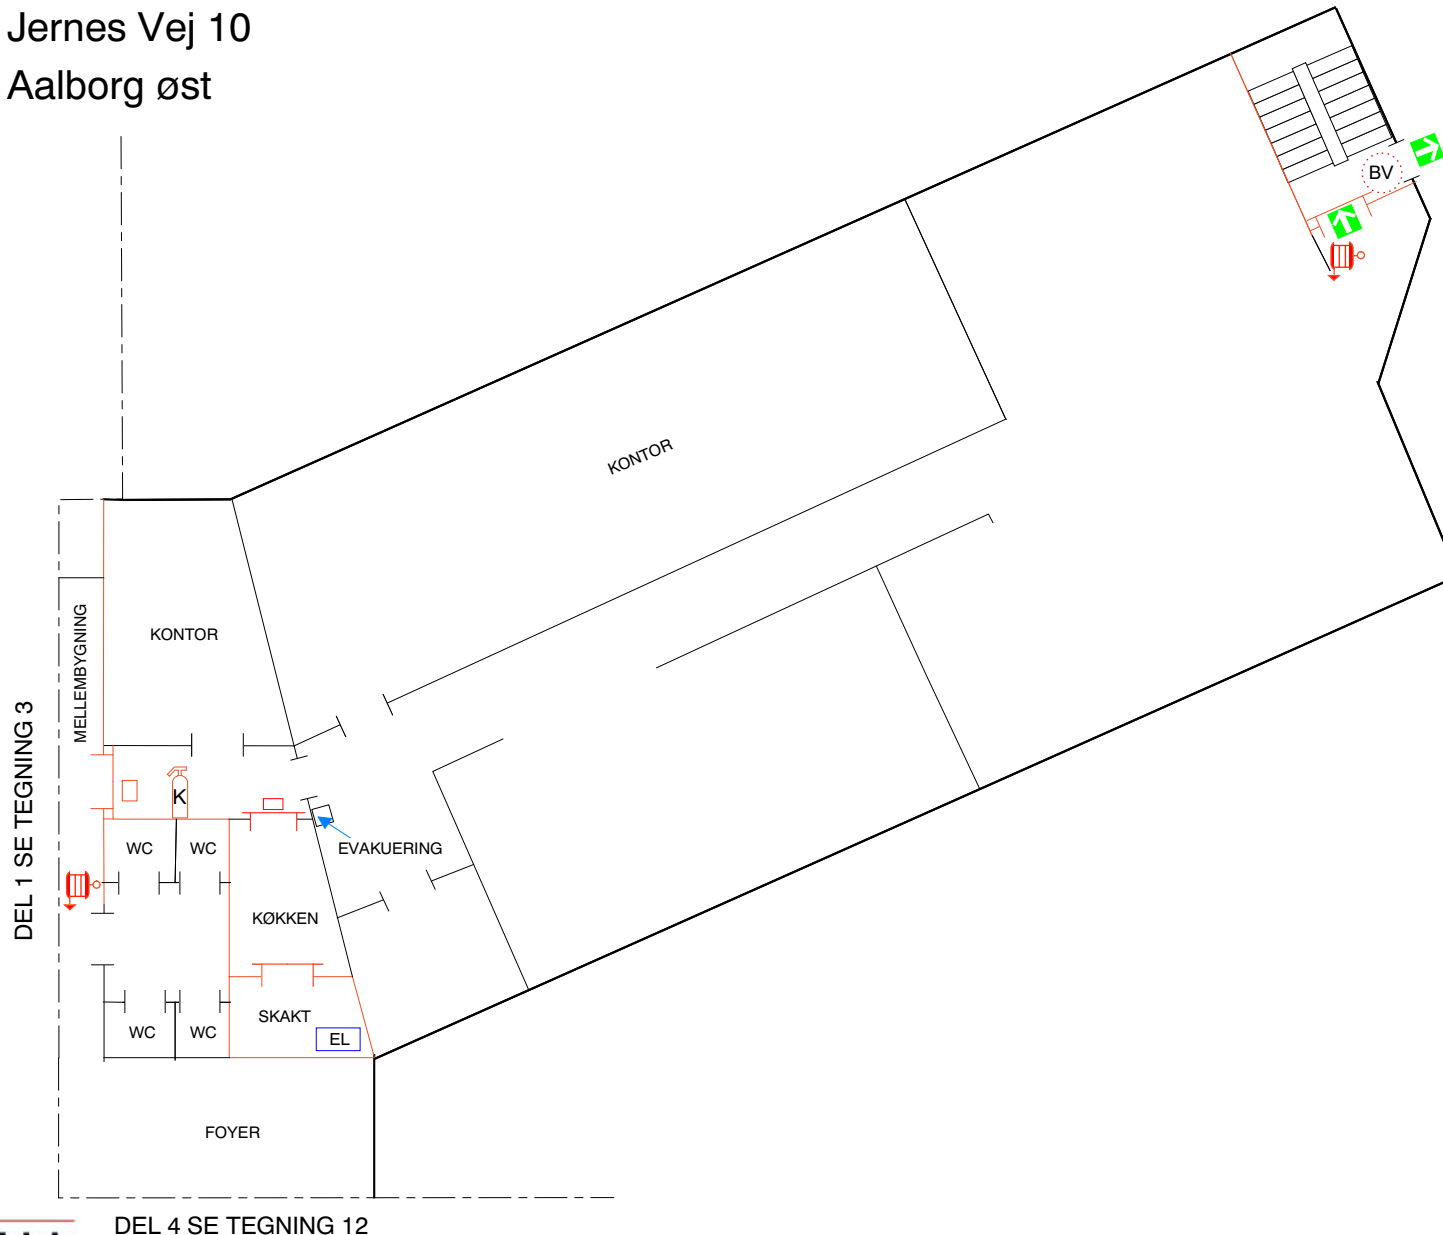 Jernes Vej 10
Aalborg øst
BV
KONTOR
KONTOR
MELLEMBYGNING
DEL 1 SE TEGNING 3
K
WC
WC
EVAKUERING
KØKKEN
SKAKT
EL
WC
WC
FOYER
DEL 4 SE TEGNING 12